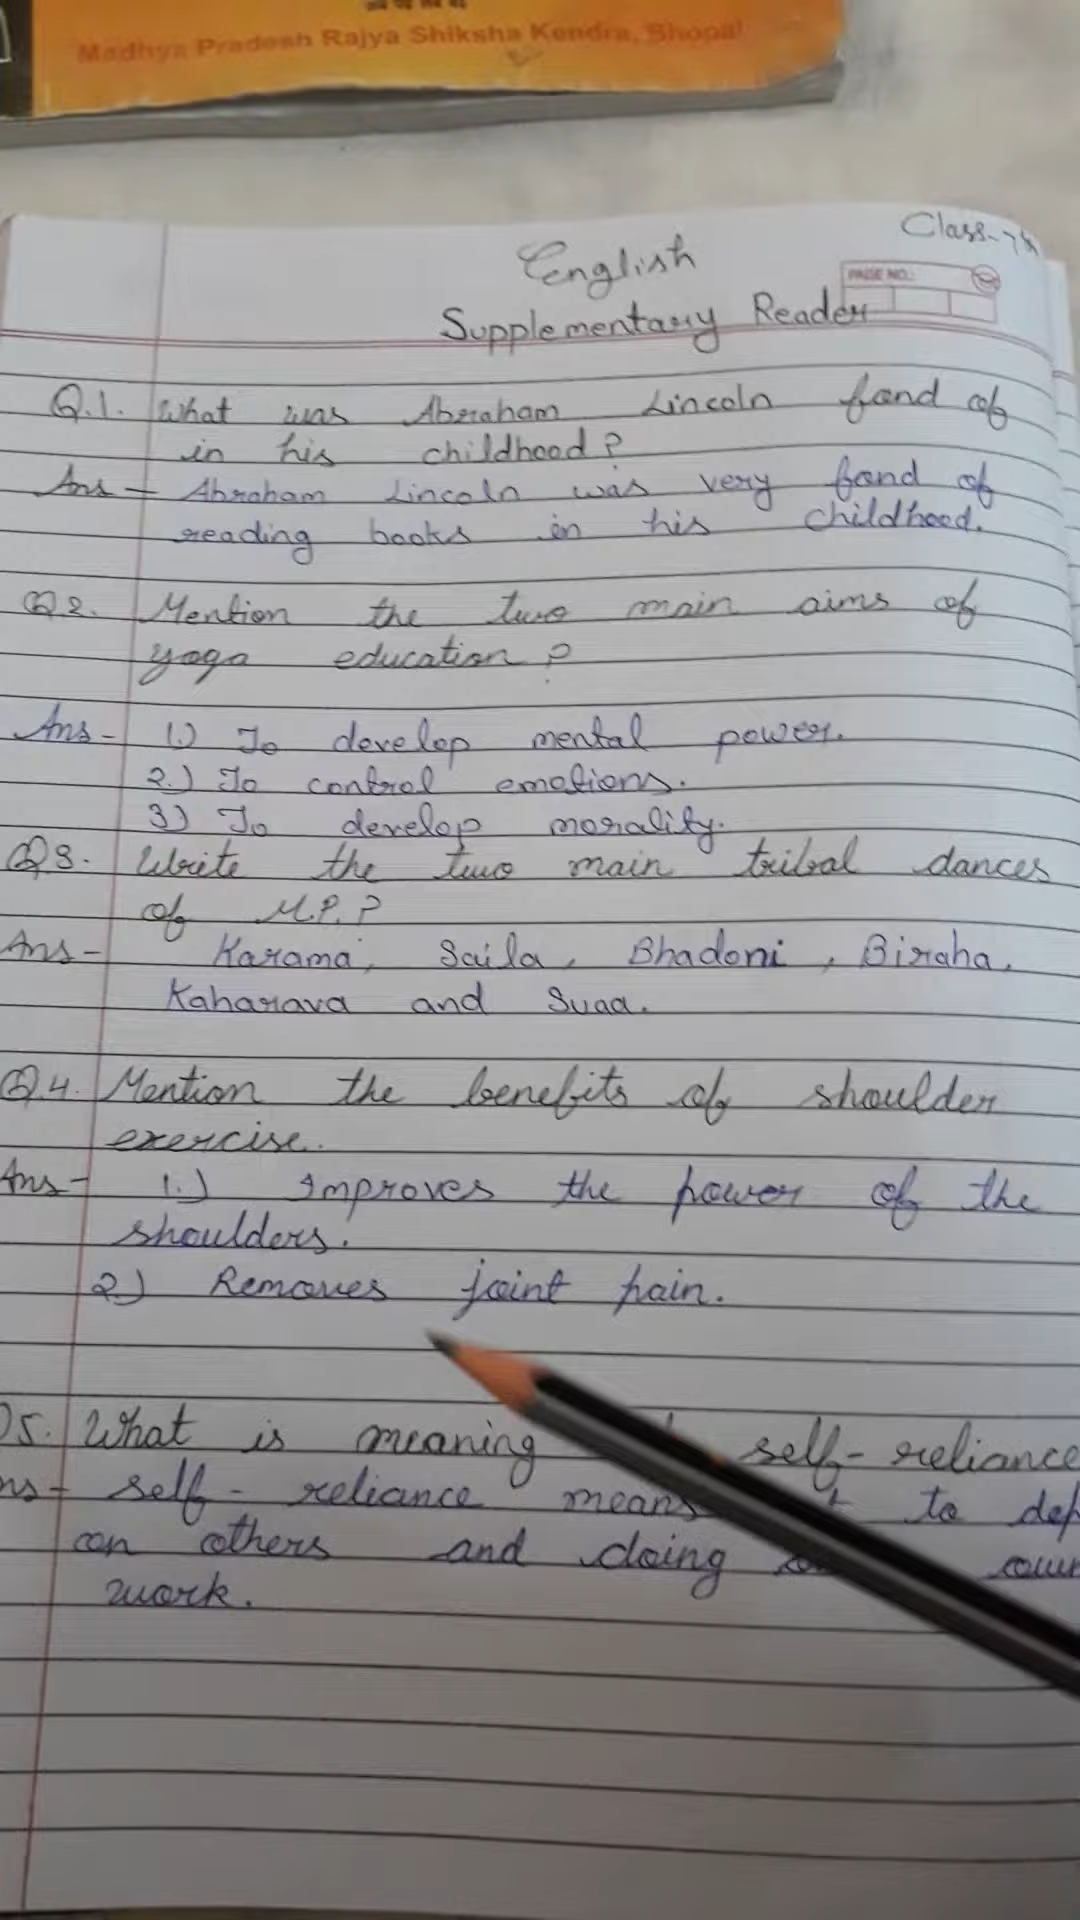 Madhya Pradesh Rajya Shiksha Kendra, Bhopal
Class-7th
English
PAGE NO.:
Supplementary Reader
Q.1. What was Abraham Lincoln fond of
in his childhood?
Ans - Abraham Lincoln was very fond of
reading books in his childhood.
Q2. Mention the two main aims of
yoga education?
Ans - 1.) To develop mental power.
2.) To control emotions.
3) To develop morality.
Q3. Write the two main tribal dances
of M.P.?
Ans - Karama, Saila, Bhadoni, Biraha,
Kaharava and Suaa.
Q.4. Mention the benefits of shoulder
exercise.
Ans - 1.) Improves the power of the
shoulders.
2.) Removes joint pain.
5. What is meaning self-reliance
self - reliance means to
on others and doing
work.